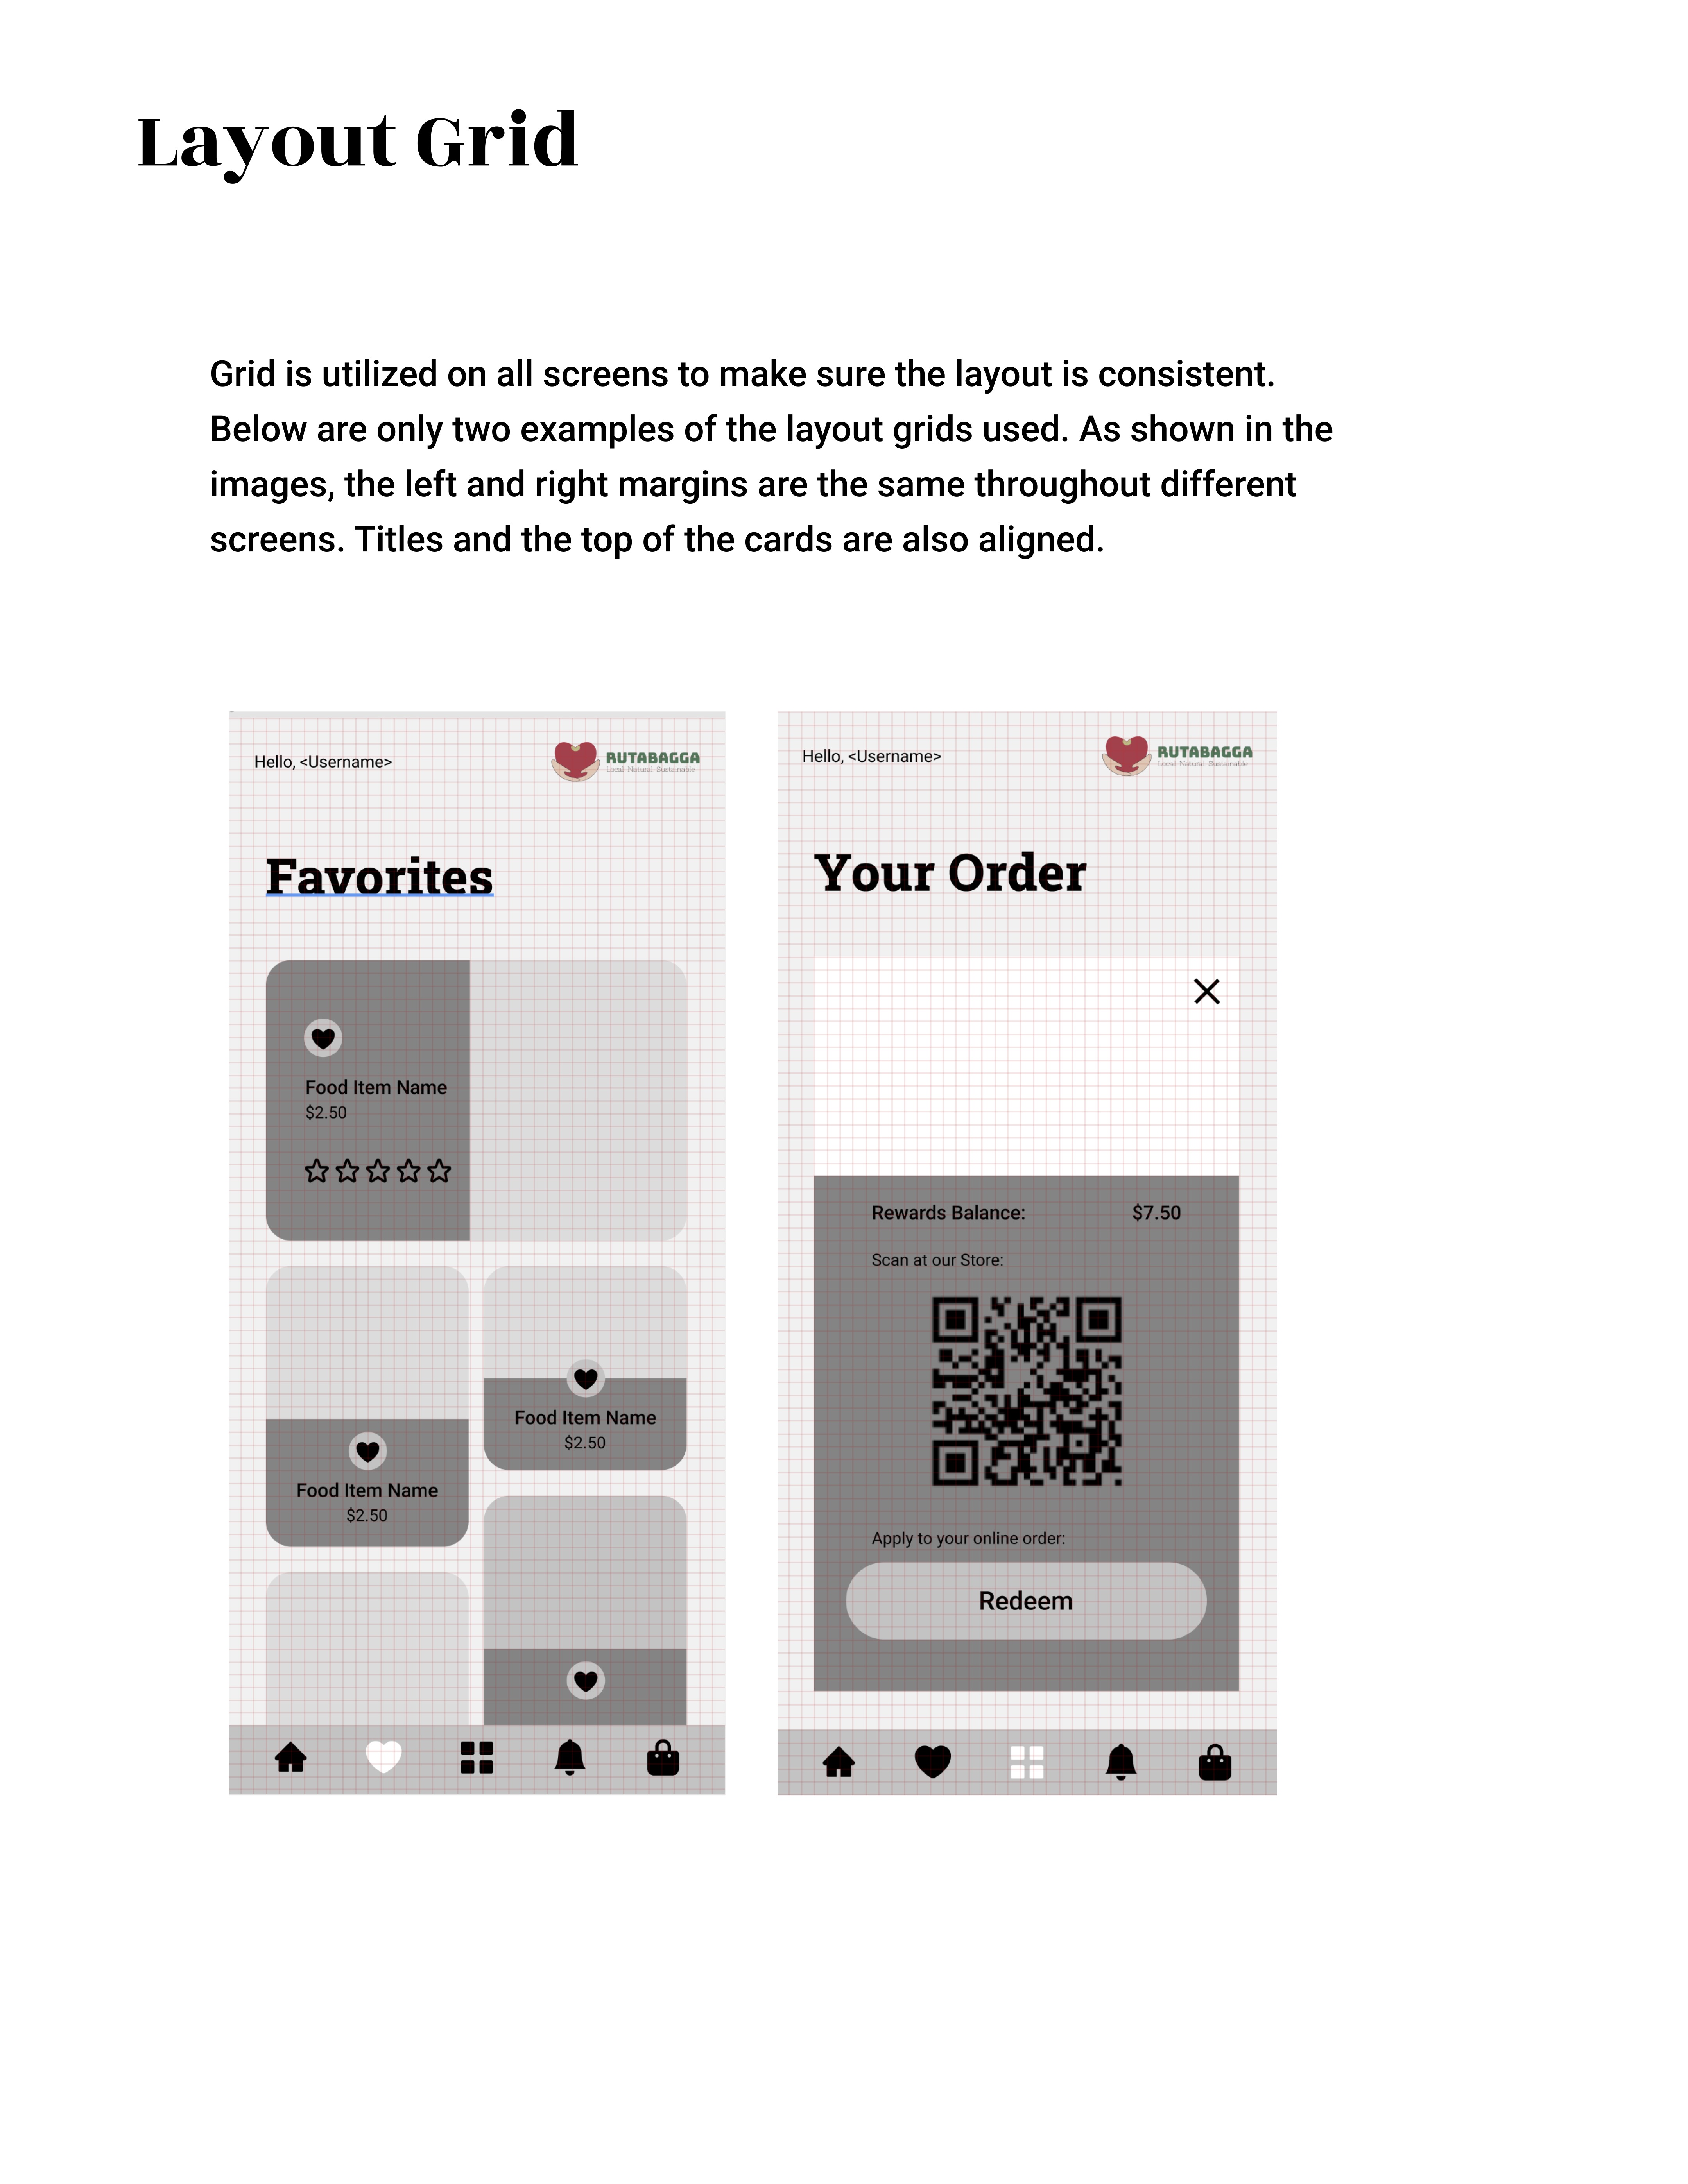 Layout Grid
Grid is utilized on all screens to make sure the layout is consistent.
Below are only two examples of the layout grids used. As shown in the
images, the left and right margins are the same throughout different
screens. Titles and the top of the cards are also aligned.
Hello, <Username>
RUTABAGGA
Local. Natural. Sustainable
Favorites
Food Item Name
$2.50
Food Item Name
$2.50
Food Item Name
$2.50
Hello, <Username>
RUTABAGGA
Local. Natural. Sustainable
Your Order
Rewards Balance: $7.50
Scan at our Store:
Apply to your online order:
Redeem